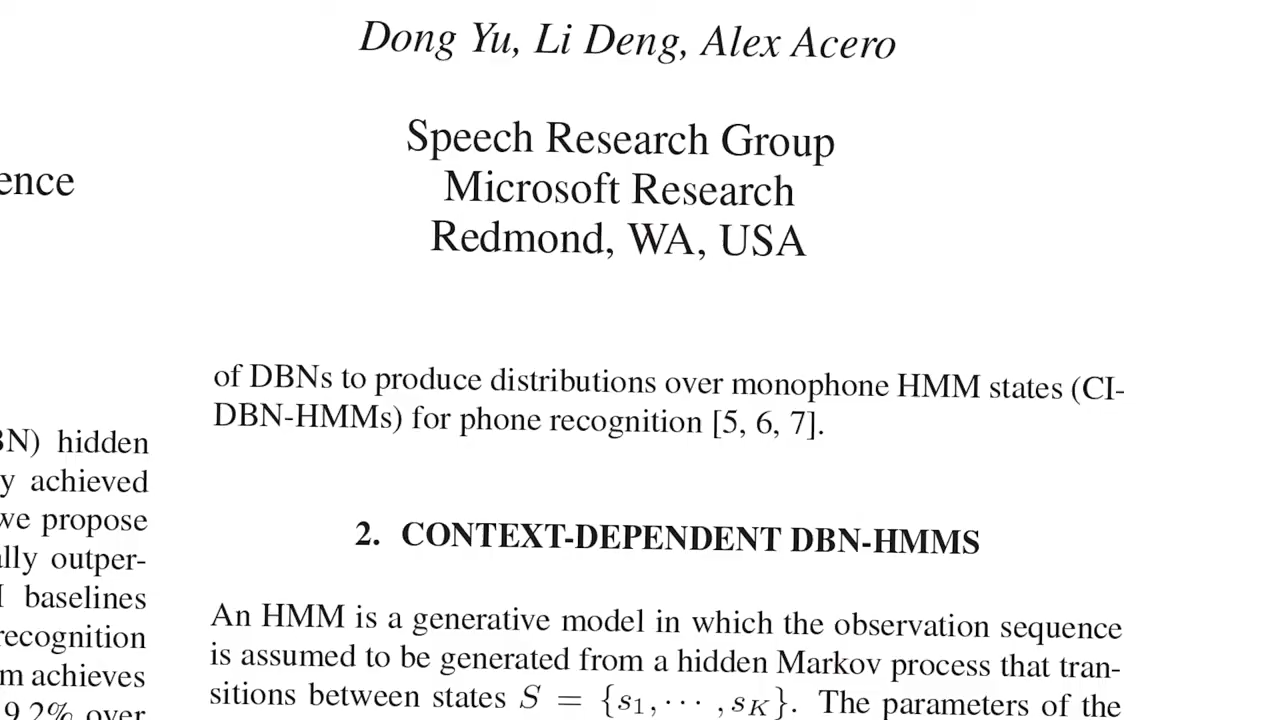 Dong Yu, Li Deng, Alex Acero
Speech Research Group
Microsoft Research
Redmond, WA, USA
hidden
achieved
we propose
outper-
baselines
recognition
achieves
9.2% over
of DBNs to produce distributions over monophone HMM states (CI-
DBN-HMMs) for phone recognition [5, 6, 7].
2. CONTEXT-DEPENDENT DBN-HMMS
An HMM is a generative model in which the observation sequence
is assumed to be generated from a hidden Markov process that tran-
sitions between states S = {s1, ··· , sK}. The parameters of the